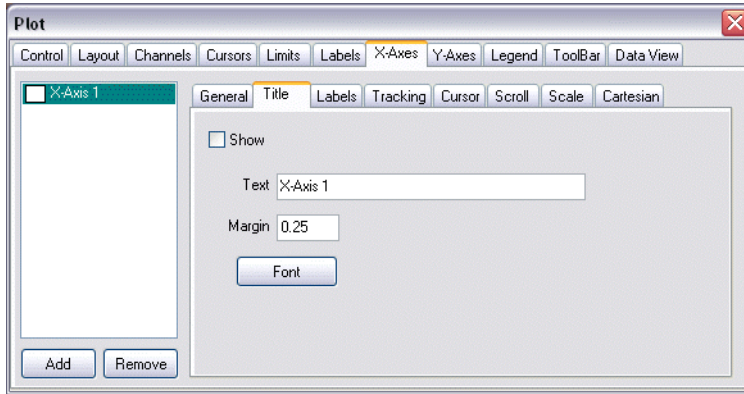 Plot
Control Layout Channels Cursors Limits Labels X-Axes Y-Axes Legend ToolBar Data View
X-Axis 1
General Title Labels Tracking Cursor Scroll Scale Cartesian
Show
Text X-Axis 1
Margin 0.25
Font
Add Remove